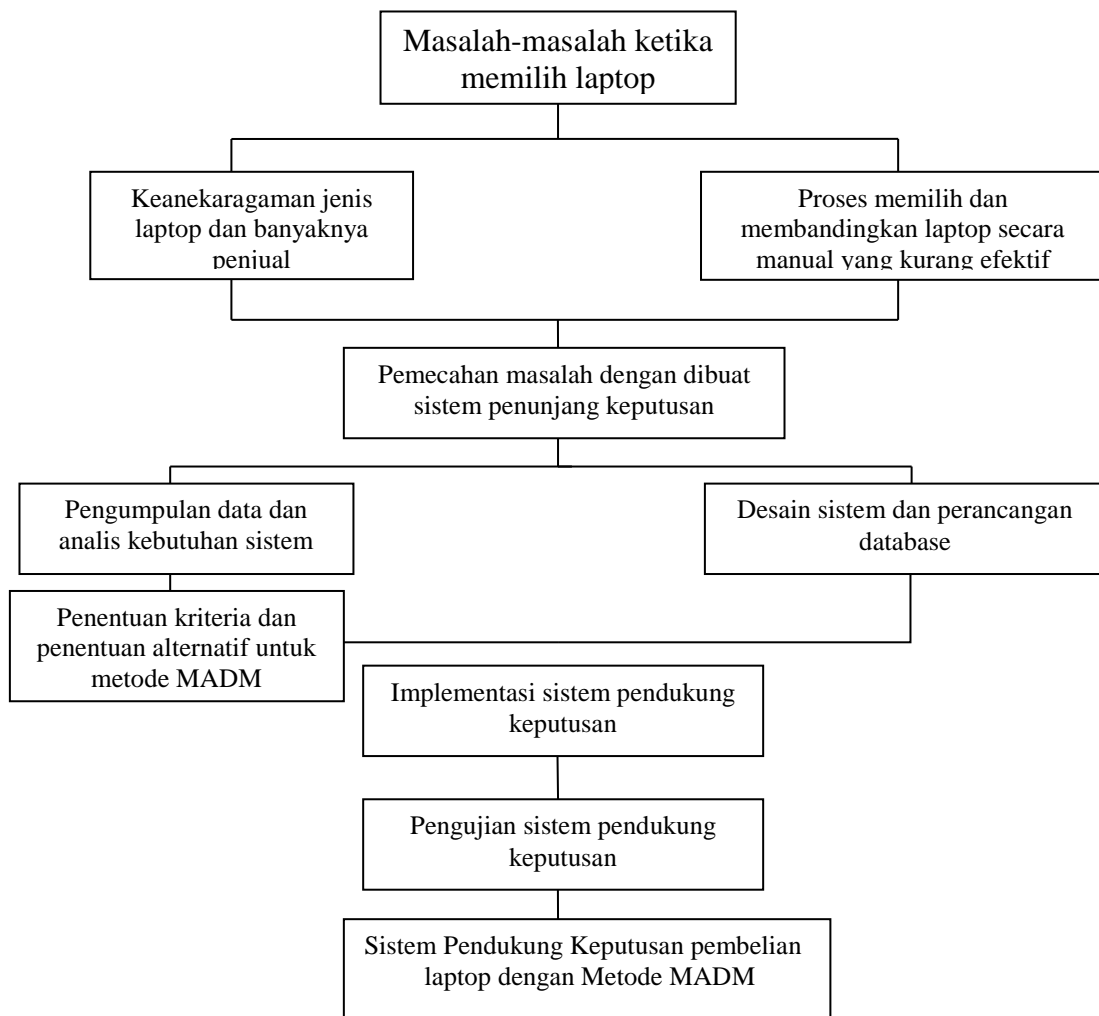 Masalah-masalah ketika
memilih laptop
Keanekaragaman jenis
laptop dan banyaknya
penjual
Proses memilih dan
membandingkan laptop secara
manual yang kurang efektif
Pemecahan masalah dengan dibuat
sistem penunjang keputusan
Pengumpulan data dan
analis kebutuhan sistem
Desain sistem dan perancangan
database
Penentuan kriteria dan
penentuan alternatif untuk
metode MADM
Implementasi sistem pendukung
keputusan
Pengujian sistem pendukung
keputusan
Sistem Pendukung Keputusan pembelian
laptop dengan Metode MADM